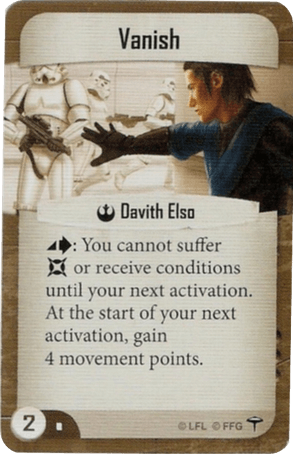 Vanish
Davith Elso
: You cannot suffer
or receive conditions
until your next activation.
At the start of your next
activation, gain
4 movement points.
2
© LFL © FFG